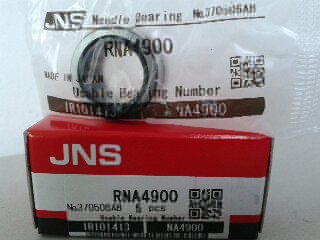 JNS
Needle Bearing No.370506AB
RNA4900
MADE IN JAPAN
Usable Bearing Number
IR101413 NA4900
JNS
RNA4900
No.370506AB 5 pcs
Usable Bearing Number
IR101413 NA4900